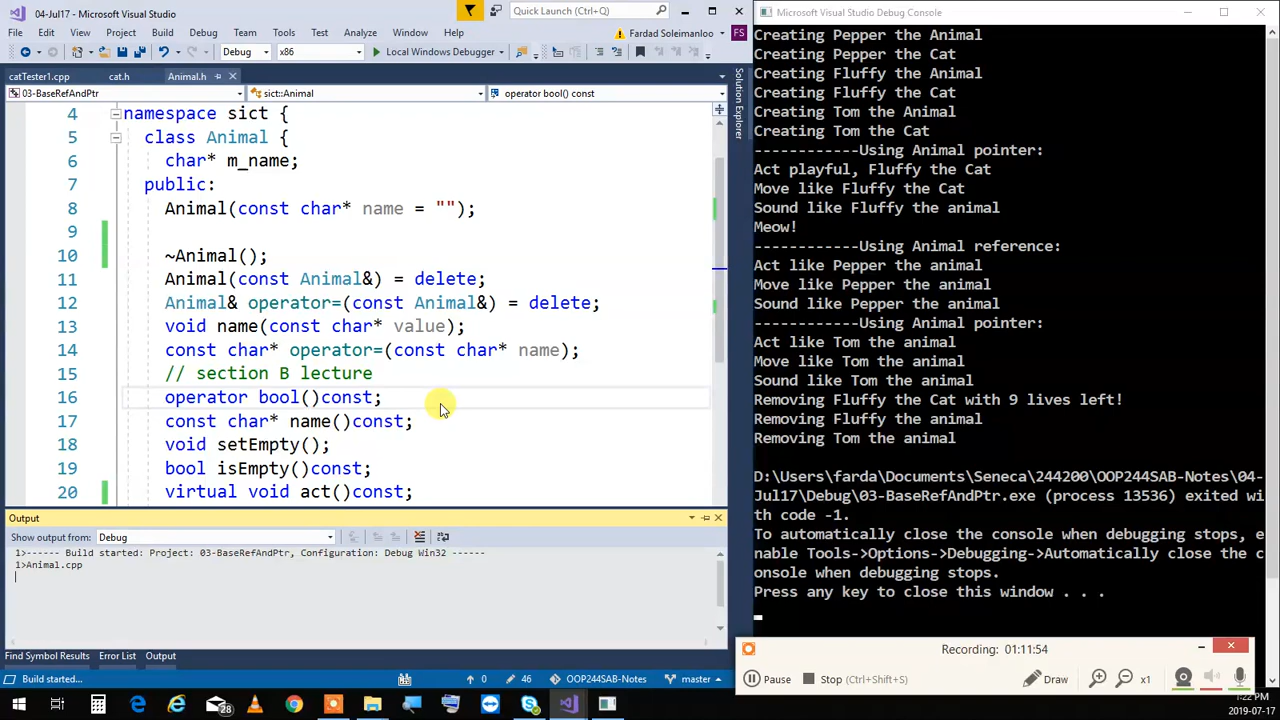 04-Jul17 - Microsoft Visual Studio
Quick Launch (Ctrl+Q)
File Edit View Project Build Debug Team Tools Test Analyze Window Help
Fardad Soleimanloo
FS
Debug x86 Local Windows Debugger
catTester1.cpp cat.h Animal.h
03-BaseRefAndPtr sict::Animal operator bool() const
4 namespace sict {
5 class Animal {
6 char* m_name;
7 public:
8 Animal(const char* name = "");
9
10 ~Animal();
11 Animal(const Animal&) = delete;
12 Animal& operator=(const Animal&) = delete;
13 void name(const char* value);
14 const char* operator=(const char* name);
15 // section B lecture
16 operator bool()const;
17 const char* name()const;
18 void setEmpty();
19 bool isEmpty()const;
20 virtual void act()const;
Solution Explorer
Output
Show output from: Debug
1>------ Build started: Project: 03-BaseRefAndPtr, Configuration: Debug Win32 ------
1>Animal.cpp
Find Symbol Results Error List Output
Build started... 0 46 OOP244SAB-Notes master
Microsoft Visual Studio Debug Console
Creating Pepper the Animal
Creating Pepper the Cat
Creating Fluffy the Animal
Creating Fluffy the Cat
Creating Tom the Animal
Creating Tom the Cat
------------Using Animal pointer:
Act playful, Fluffy the Cat
Move like Fluffy the Cat
Sound like Fluffy the animal
Meow!
------------Using Animal reference:
Act like Pepper the animal
Move like Pepper the animal
Sound like Pepper the animal
------------Using Animal pointer:
Act like Tom the animal
Move like Tom the animal
Sound like Tom the animal
Removing Fluffy the Cat with 9 lives left!
Removing Fluffy the animal
Removing Tom the animal
D:\Users\farda\Documents\Seneca\244200\OOP244SAB-Notes\04-
Jul17\Debug\03-BaseRefAndPtr.exe (process 13536) exited wi
th code -1.
To automatically close the console when debugging stops, e
nable Tools->Options->Debugging->Automatically close the c
onsole when debugging stops.
Press any key to close this window . . .
Recording: 01:11:54
Pause Stop (Ctrl+Shift+S) Draw x1
28
1:22 PM
2019-07-17